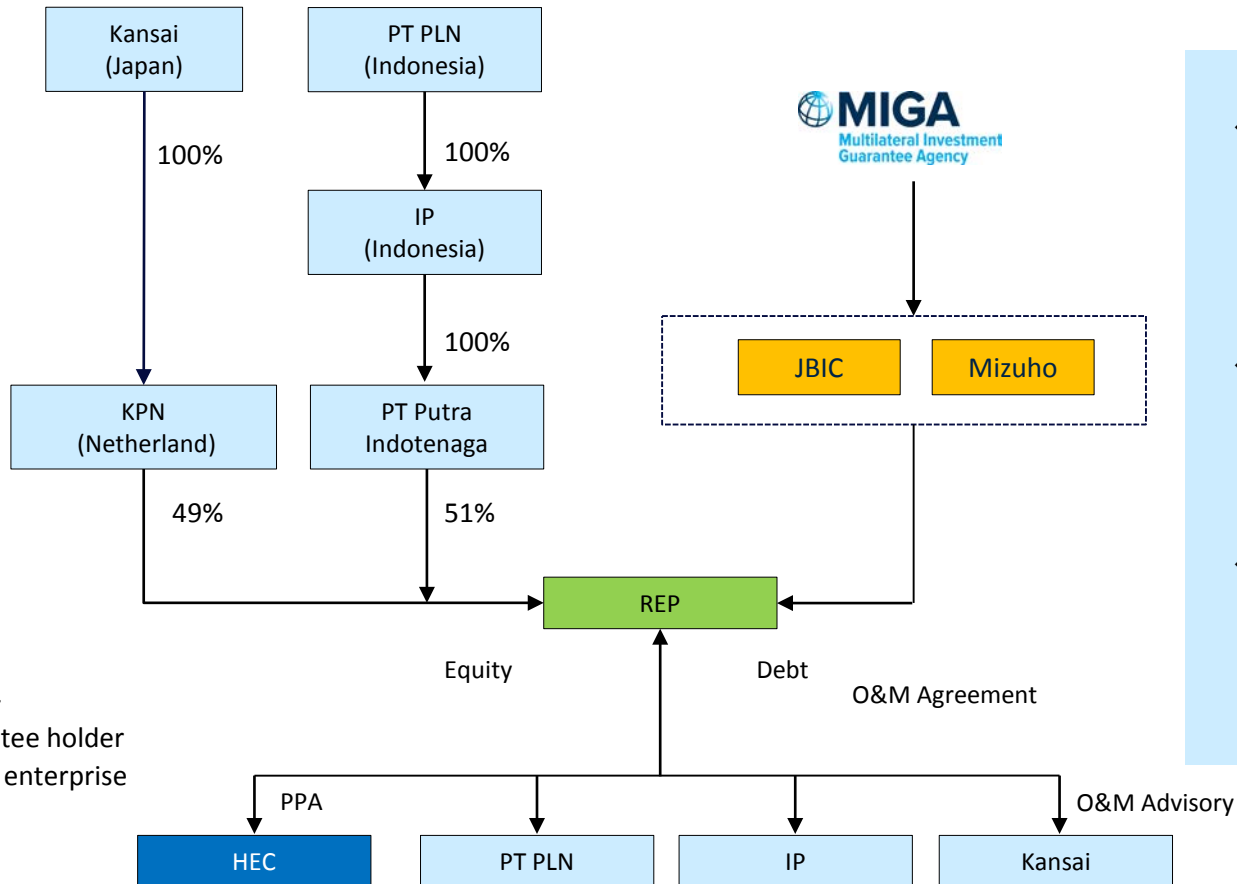 Kansai
(Japan)
PT PLN
(Indonesia)
MIGA
Multilateral Investment
Guarantee Agency
100%
100%
IP
(Indonesia)
100%
JBIC
Mizuho
KPN
(Netherland)
PT Putra
Indotenaga
49%
51%
REP
Equity
Debt
O&M Agreement
tee holder
enterprise
PPA
O&M Advisory
HEC
PT PLN
IP
Kansai